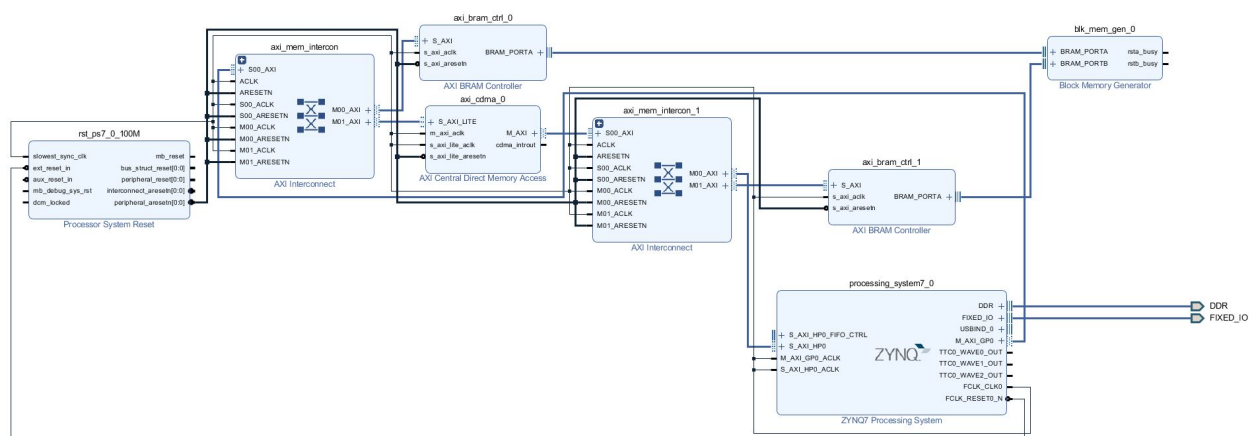 axi_bram_ctrl_0
S_AXI
s_axi_aclk
s_axi_aresetn
BRAM_PORTA
AXI BRAM Controller
blk_mem_gen_0
BRAM_PORTA
BRAM_PORTB
rsta_busy
rstb_busy
Block Memory Generator
axi_mem_intercon
S00_AXI
ACLK
ARESETN
S00_ACLK
S00_ARESETN
M00_ACLK
M00_ARESETN
M01_ACLK
M01_ARESETN
M00_AXI
M01_AXI
AXI Interconnect
axi_cdma_0
S_AXI_LITE
m_axi_aclk
s_axi_lite_aclk
s_axi_lite_aresetn
M_AXI
cdma_introut
AXI Central Direct Memory Access
axi_mem_intercon_1
S00_AXI
ACLK
ARESETN
S00_ACLK
S00_ARESETN
M00_ACLK
M00_ARESETN
M01_ACLK
M01_ARESETN
M00_AXI
M01_AXI
AXI Interconnect
rst_ps7_0_100M
slowest_sync_clk
ext_reset_in
aux_reset_in
mb_debug_sys_rst
dcm_locked
mb_reset
bus_struct_reset[0:0]
peripheral_reset[0:0]
interconnect_aresetn[0:0]
peripheral_aresetn[0:0]
Processor System Reset
axi_bram_ctrl_1
S_AXI
s_axi_aclk
s_axi_aresetn
BRAM_PORTA
AXI BRAM Controller
processing_system7_0
S_AXI_HP0_FIFO_CTRL
S_AXI_HP0
M_AXI_GP0_ACLK
S_AXI_HP0_ACLK
ZYNQ
DDR
FIXED_IO
USBIND_0
M_AXI_GP0
TTC0_WAVE0_OUT
TTC0_WAVE1_OUT
TTC0_WAVE2_OUT
FCLK_CLK0
FCLK_RESET0_N
ZYNQ7 Processing System
DDR
FIXED_IO